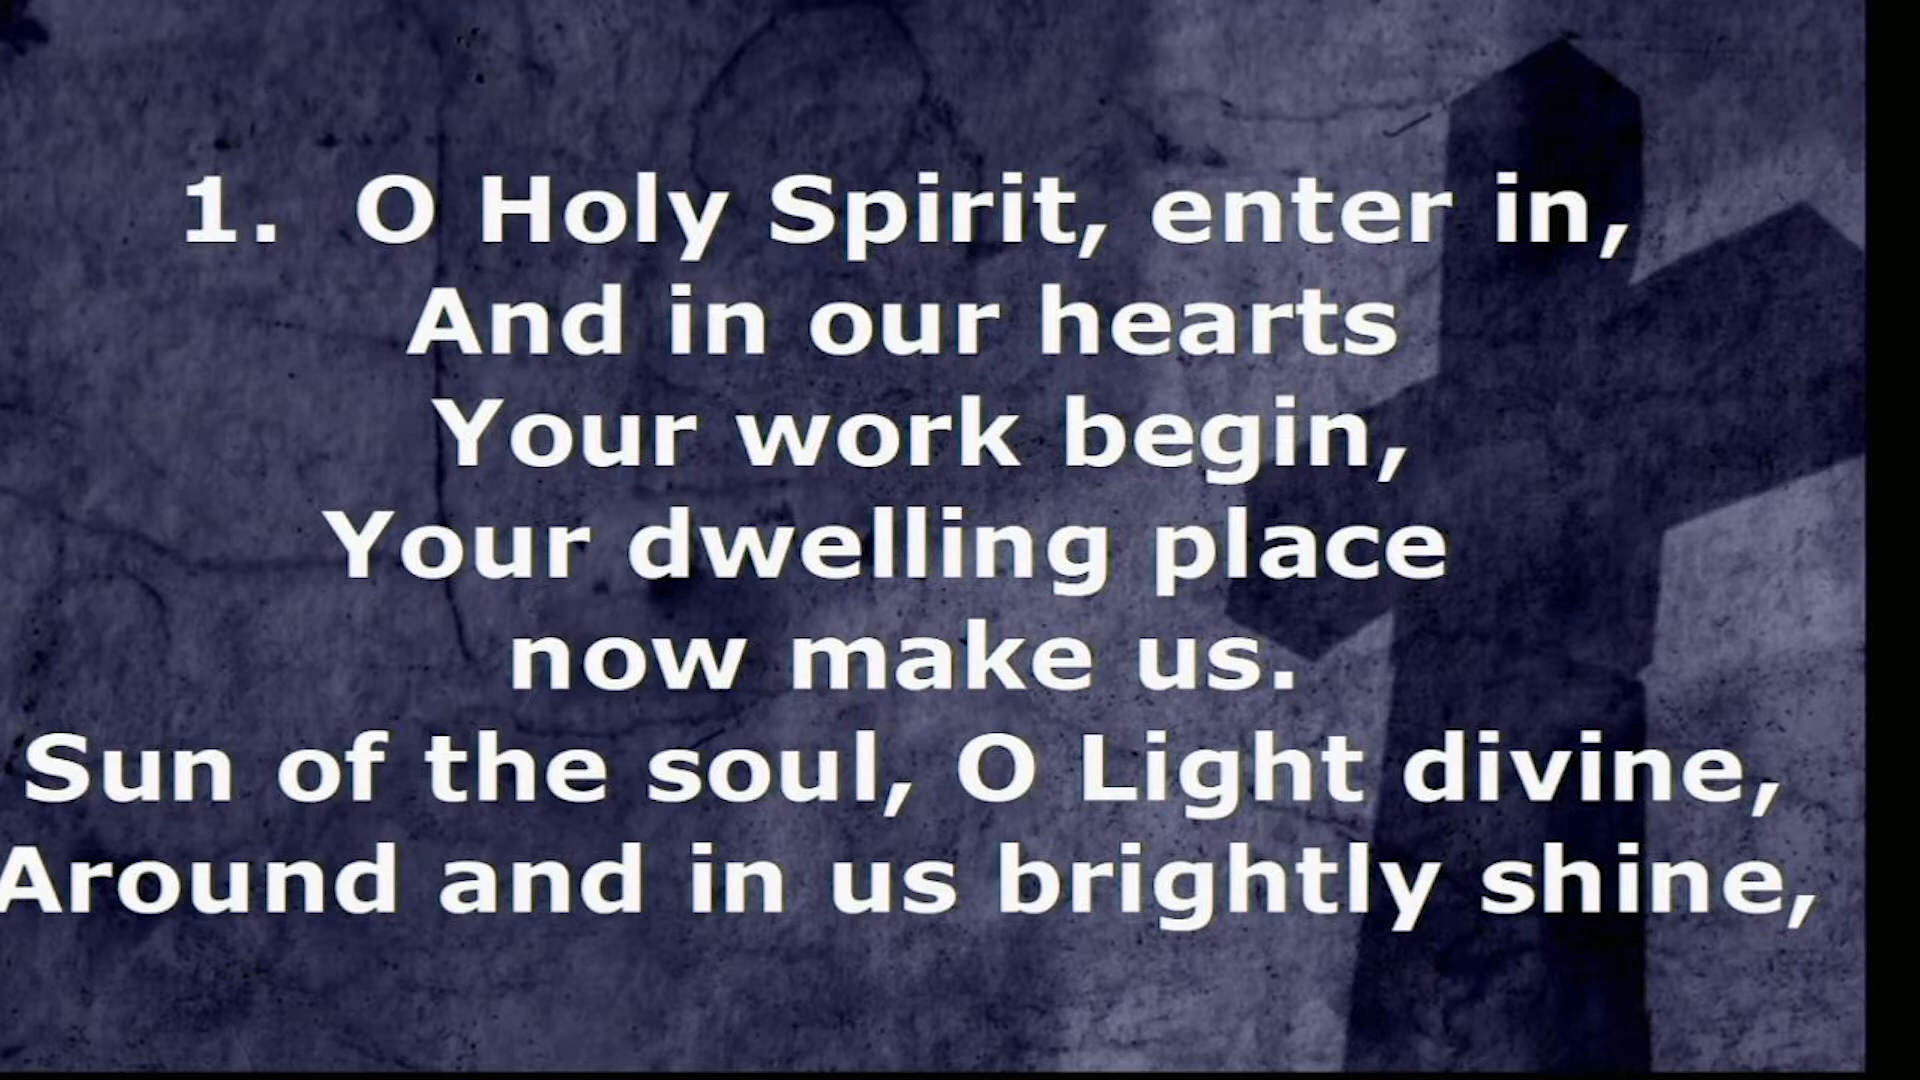 1. O Holy Spirit, enter in,
And in our hearts
Your work begin,
Your dwelling place
now make us.
Sun of the soul, O Light divine,
Around and in us brightly shine,